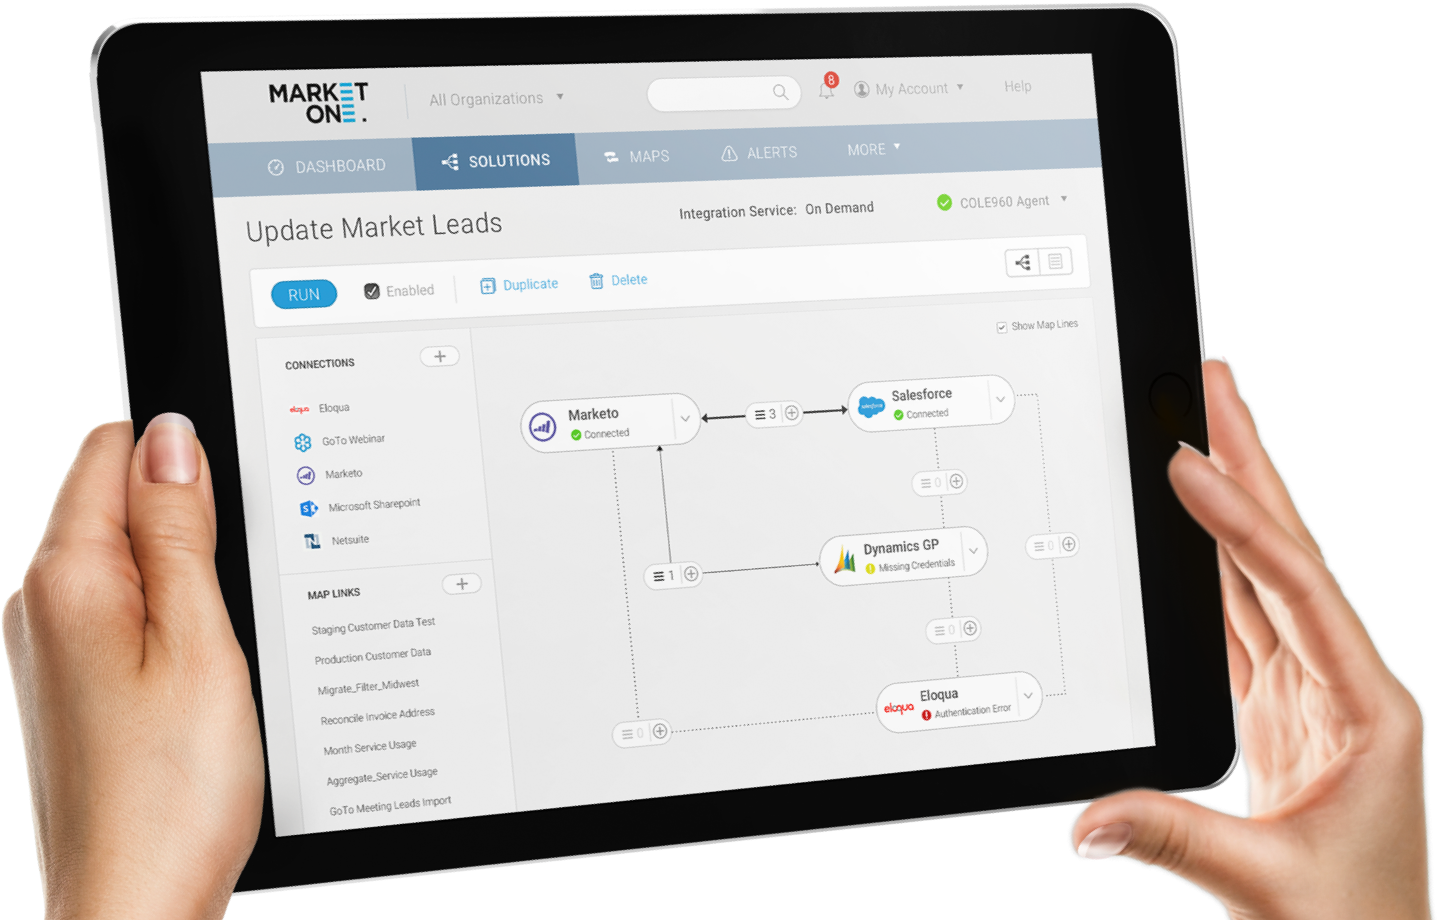 MARKET
ONE.
All Organizations
8
My Account
Help
DASHBOARD
SOLUTIONS
MAPS
ALERTS
MORE
Update Market Leads
Integration Service: On Demand
COLE960 Agent
RUN
Enabled
Duplicate
Delete
Show Map Lines
CONNECTIONS
+
eloqua Eloqua
GoTo Webinar
Marketo
S Microsoft Sharepoint
N Netsuite
MAP LINKS
+
Staging Customer Data Test
Production Customer Data
Migrate_Filter_Midwest
Reconcile Invoice Address
Month Service Usage
Aggregate_Service Usage
GoTo Meeting Leads Import
Marketo
Connected
3
salesforce
Salesforce
Connected
0
0
1
Dynamics GP
Missing Credentials
0
0
eloqua
Eloqua
Authentication Error